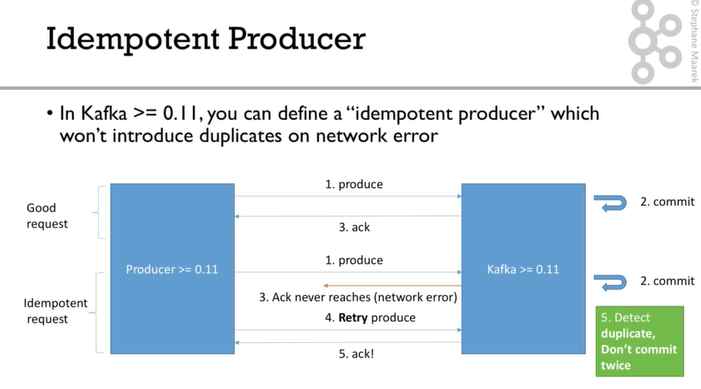 Idempotent Producer
© Stephane Maarek
• In Kafka >= 0.11, you can define a “idempotent producer” which
won’t introduce duplicates on network error
Good
request
1. produce
2. commit
3. ack
Producer >= 0.11
Kafka >= 0.11
Idempotent
request
1. produce
2. commit
3. Ack never reaches (network error)
4. Retry produce
5. ack!
5. Detect
duplicate,
Don’t commit
twice